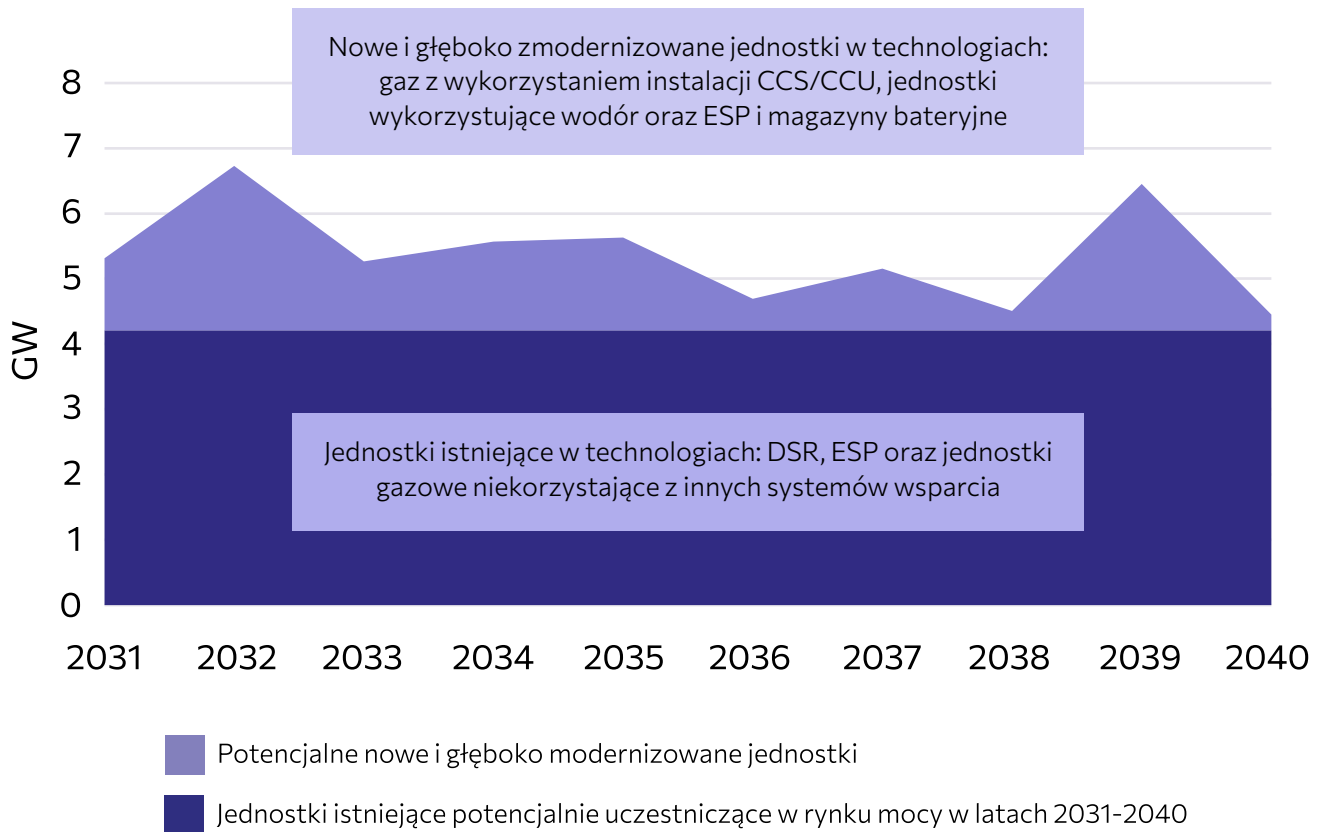 Nowe i głęboko zmodernizowane jednostki w technologiach:
gaz z wykorzystaniem instalacji CCS/CCU, jednostki
wykorzystujące wodór oraz ESP i magazyny bateryjne
8
7
6
5
4
3
2
1
0
GW
Jednostki istniejące w technologiach: DSR, ESP oraz jednostki
gazowe niekorzystające z innych systemów wsparcia
2031 2032 2033 2034 2035 2036 2037 2038 2039 2040
Potencjalne nowe i głęboko modernizowane jednostki
Jednostki istniejące potencjalnie uczestniczące w rynku mocy w latach 2031-2040